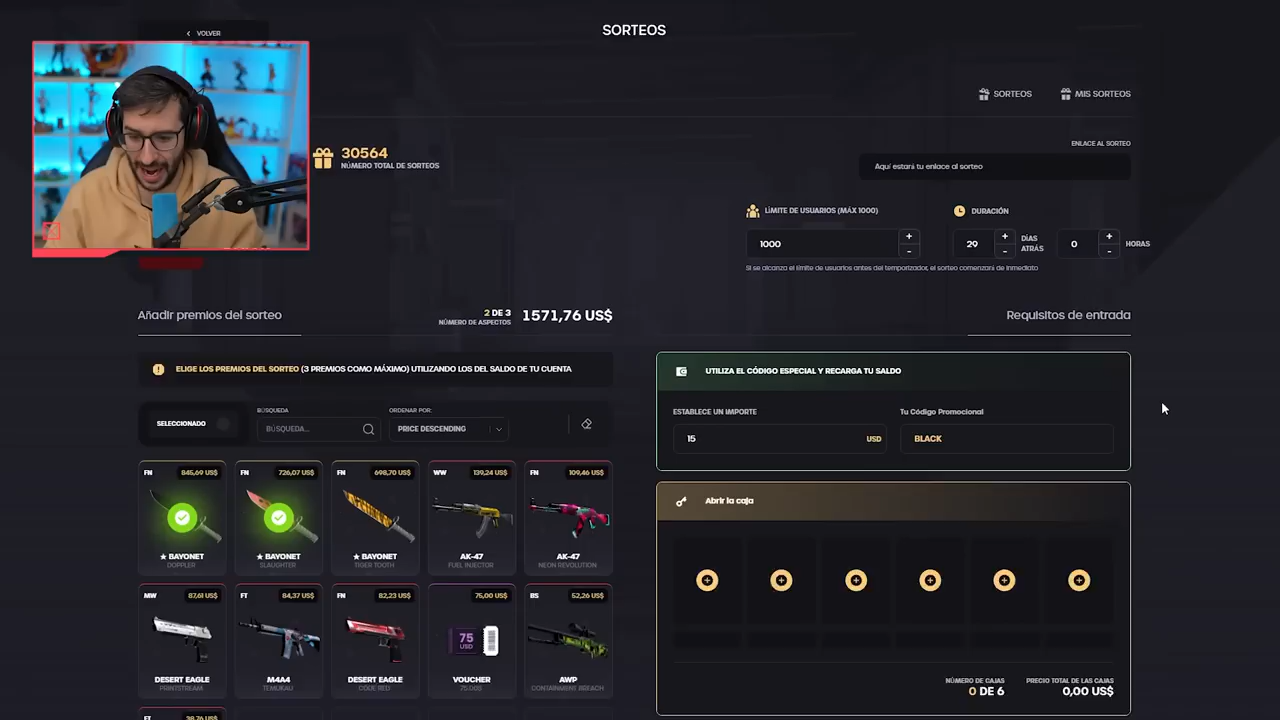 VOLVER
SORTEOS
SORTEOS
MIS SORTEOS
30564
NÚMERO TOTAL DE SORTEOS
ENLACE AL SORTEO
Aquí estará tu enlace al sorteo
LÍMITE DE USUARIOS (MÁX 1000)
DURACIÓN
1000
+
-
29
+
-
DÍAS
ATRÁS
0
+
-
HORAS
Si se alcanza el límite de usuarios antes del temporizador, el sorteo comenzará de inmediato
Añadir premios del sorteo
2 DE 3
NÚMERO DE ASPECTOS
1571,76 US$
Requisitos de entrada
ELIGE LOS PREMIOS DEL SORTEO (3 PREMIOS COMO MÁXIMO) UTILIZANDO LOS DEL SALDO DE TU CUENTA
SELECCIONADO
BÚSQUEDA
BÚSQUEDA...
ORDENAR POR:
PRICE DESCENDING
UTILIZA EL CÓDIGO ESPECIAL Y RECARGA TU SALDO
ESTABLECE UN IMPORTE
Tu Código Promocional
15
USD
BLACK
FN 845,69 US$
★ BAYONET
DOPPLER
FN 726,07 US$
★ BAYONET
SLAUGHTER
FN 698,70 US$
★ BAYONET
TIGER TOOTH
WW 139,24 US$
AK-47
FUEL INJECTOR
FN 109,46 US$
AK-47
NEON REVOLUTION
MW 87,61 US$
DESERT EAGLE
PRINTSTREAM
FT 84,37 US$
M4A4
TEMUKAU
FN 82,23 US$
DESERT EAGLE
CODE RED
75,00 US$
75
USD
VOUCHER
BS 52,26 US$
AWP
CONTAINMENT BREACH
FT
38,76 US$
Abrir la caja
NÚMERO DE CAJAS
0 DE 6
PRECIO TOTAL DE LAS CAJAS
0,00 US$